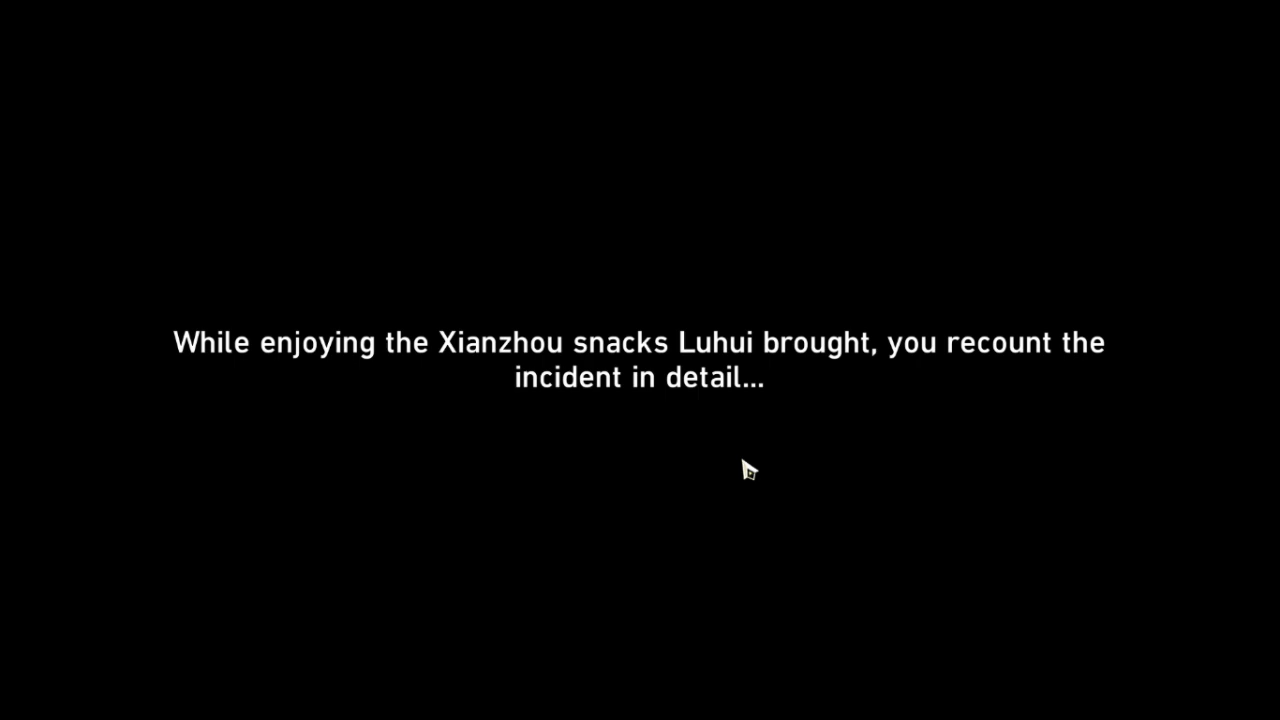 While enjoying the Xianzhou snacks Luhui brought, you recount the
incident in detail...